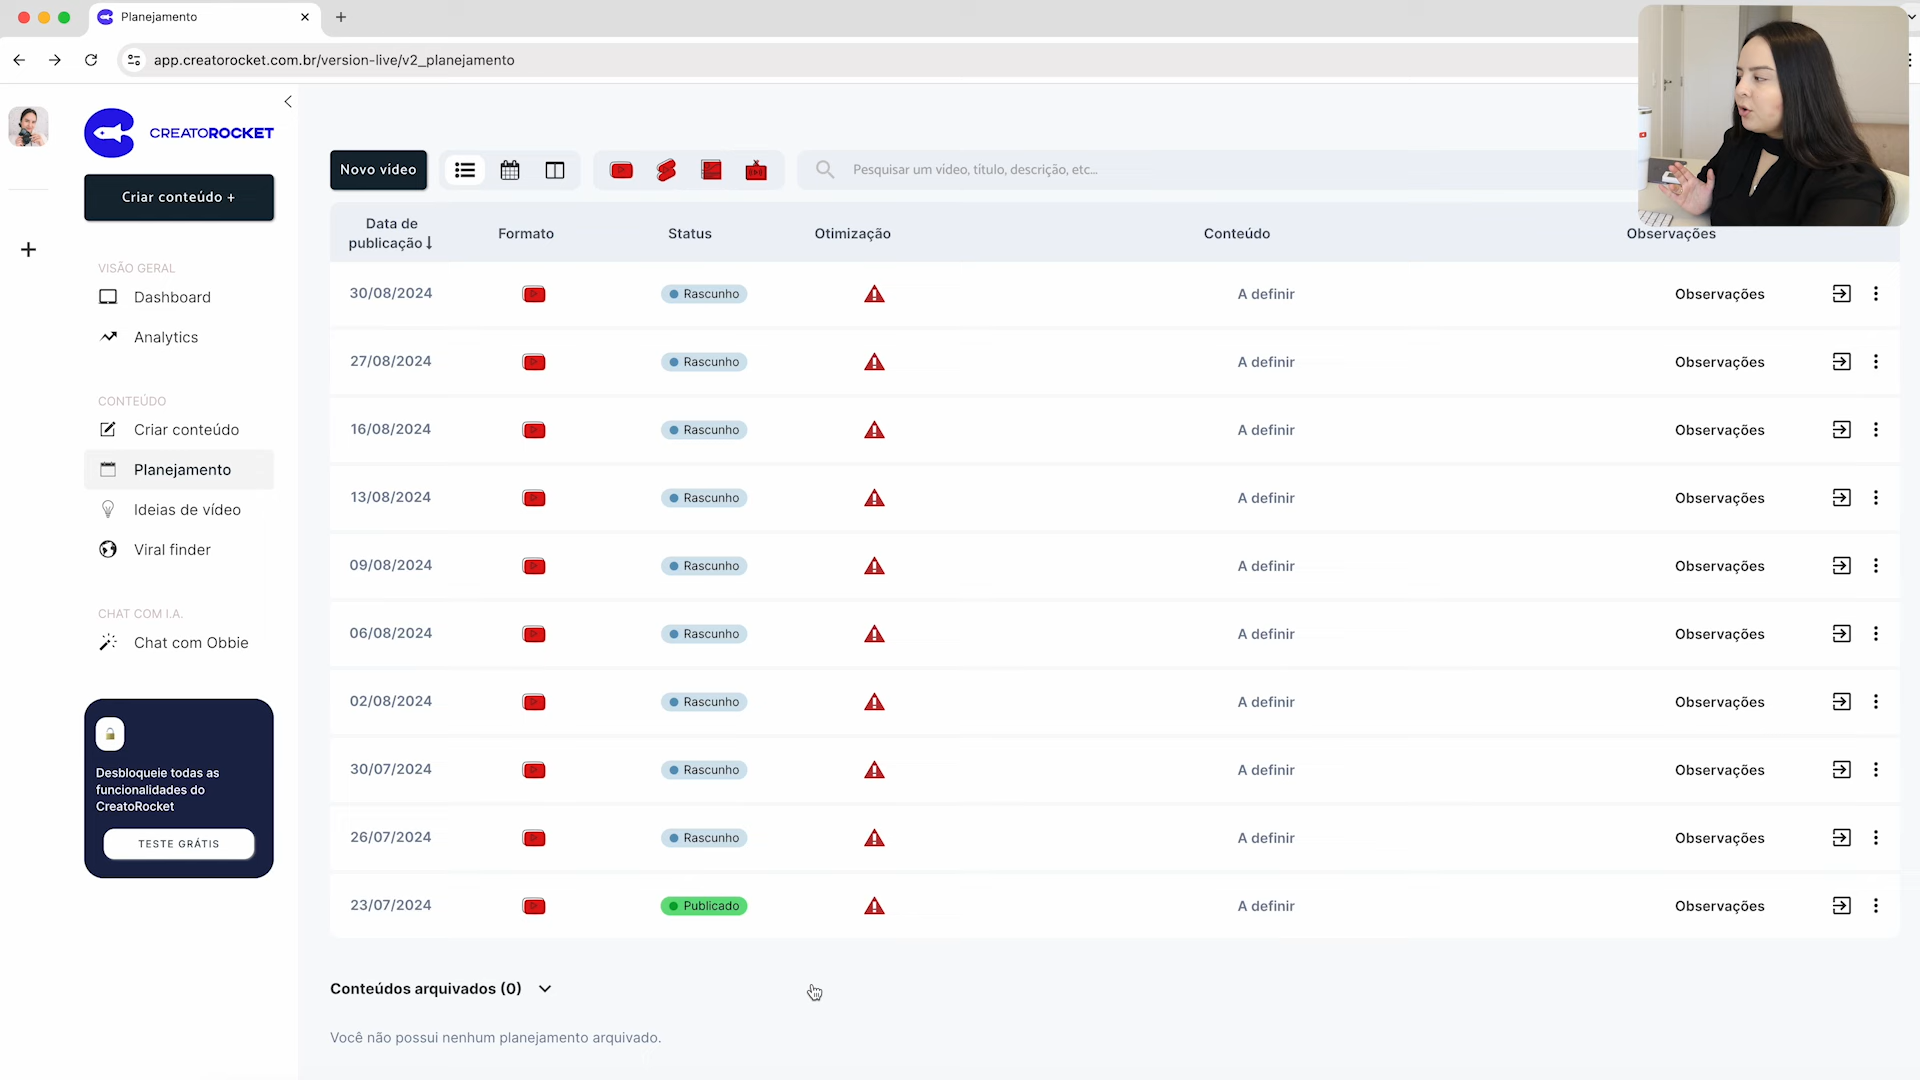 Planejamento
app.creatorocket.com.br/version-live/v2_planejamento
CREATOROCKET
Criar conteúdo +
VISÃO GERAL
Dashboard
Analytics
CONTEÚDO
Criar conteúdo
Planejamento
Ideias de vídeo
Viral finder
CHAT COM I.A.
Chat com Obbie
Desbloqueie todas as
funcionalidades do
CreatoRocket
TESTE GRÁTIS
Novo vídeo
Pesquisar um vídeo, título, descrição, etc...
Data de
publicação Formato Status Otimização Conteúdo Observações
30/08/2024 Rascunho A definir Observações
27/08/2024 Rascunho A definir Observações
16/08/2024 Rascunho A definir Observações
13/08/2024 Rascunho A definir Observações
09/08/2024 Rascunho A definir Observações
06/08/2024 Rascunho A definir Observações
02/08/2024 Rascunho A definir Observações
30/07/2024 Rascunho A definir Observações
26/07/2024 Rascunho A definir Observações
23/07/2024 Publicado A definir Observações
Conteúdos arquivados (0)
Você não possui nenhum planejamento arquivado.